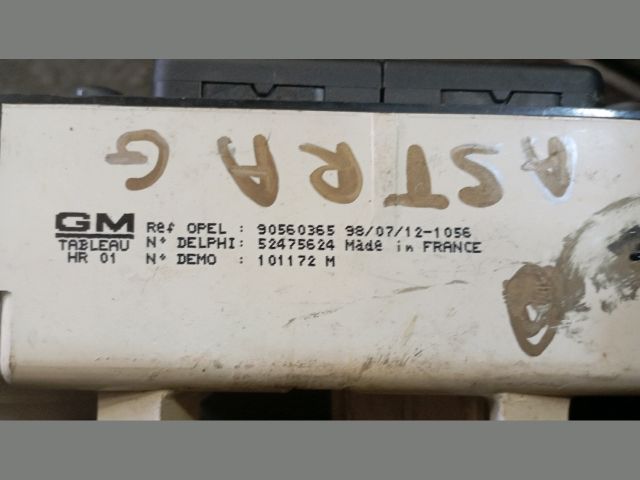 ASTRA G
GM Ref OPEL : 90560365 98/07/12-1056
TABLEAU N° DELPHI: 52475624 Made in FRANCE
HR 01 N° DEMO : 101172 M